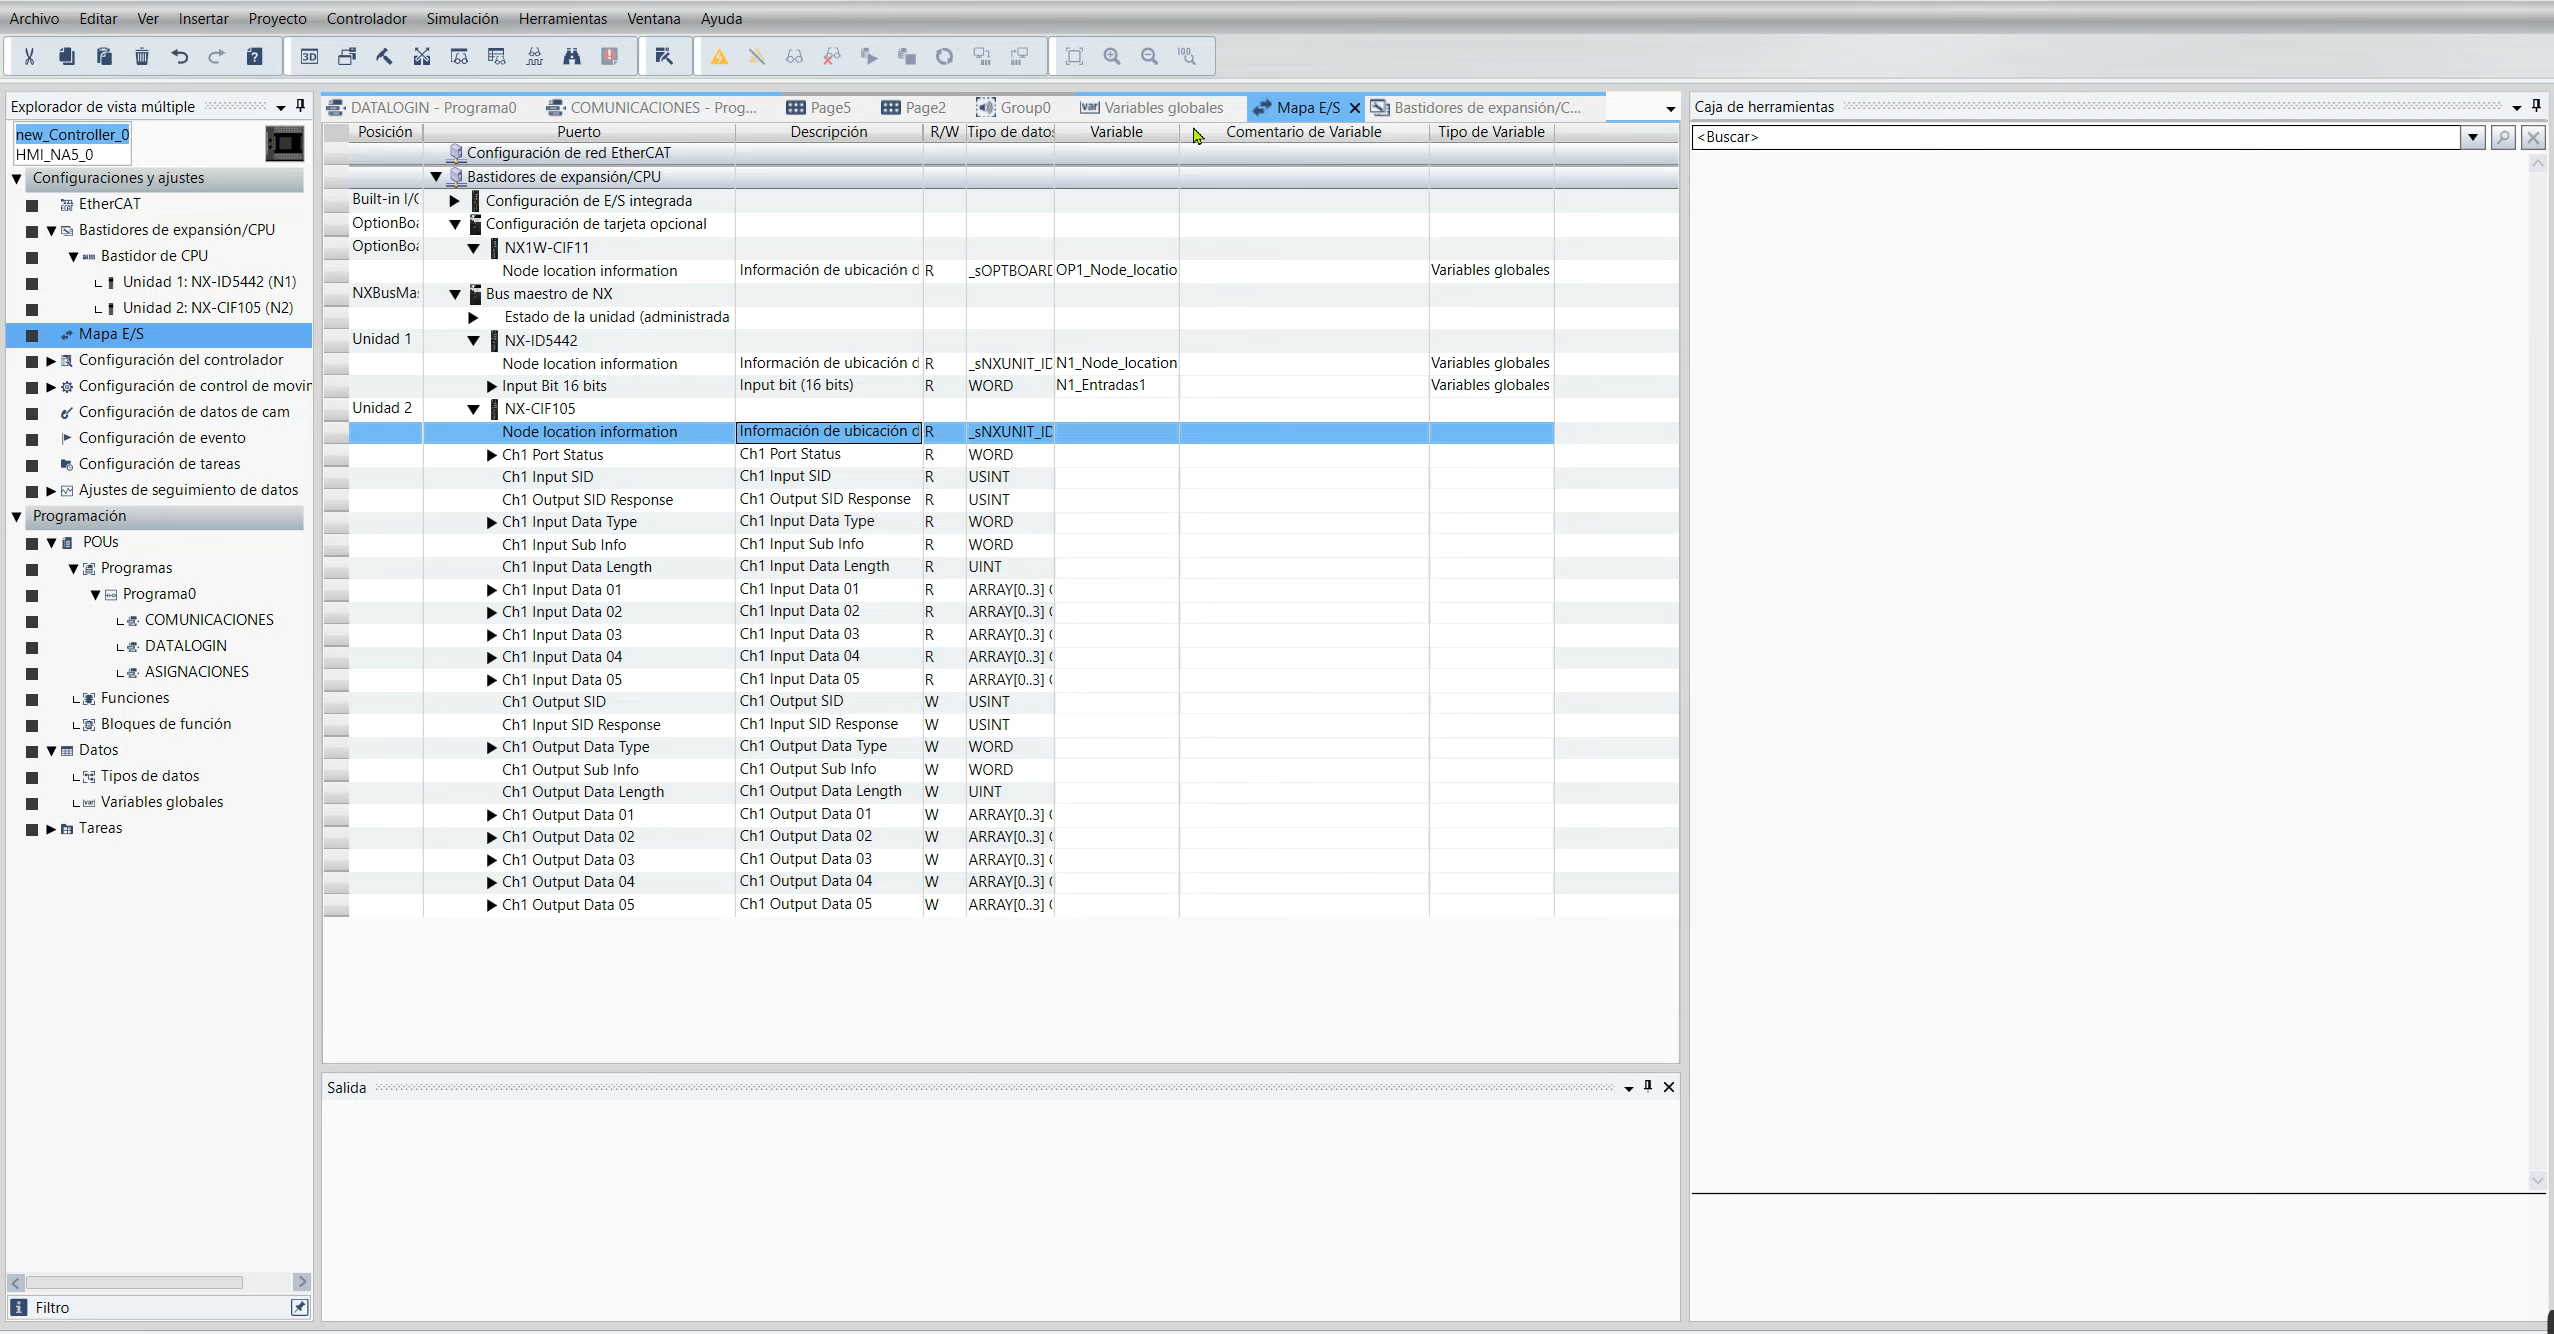 Archivo Editar Ver Insertar Proyecto Controlador Simulación Herramientas Ventana Ayuda
Explorador de vista múltiple
new_Controller_0
HMI_NA5_0
Configuraciones y ajustes
EtherCAT
Bastidores de expansión/CPU
Bastidor de CPU
Unidad 1: NX-ID5442 (N1)
Unidad 2: NX-CIF105 (N2)
Mapa E/S
Configuración del controlador
Configuración de control de movir
Configuración de datos de cam
Configuración de evento
Configuración de tareas
Ajustes de seguimiento de datos
Programación
POUs
Programas
Programa0
COMUNICACIONES
DATALOGIN
ASIGNACIONES
Funciones
Bloques de función
Datos
Tipos de datos
Variables globales
Tareas
Filtro
DATALOGIN - Programa0 COMUNICACIONES - Prog... Page5 Page2 Group0 Variables globales Mapa E/S Bastidores de expansión/C...
Posición Puerto Descripción R/W Tipo de datos Variable Comentario de Variable Tipo de Variable
Configuración de red EtherCAT
Bastidores de expansión/CPU
Built-in I/O Configuración de E/S integrada
OptionBoa Configuración de tarjeta opcional
OptionBoa NX1W-CIF11
Node location information Información de ubicación d R _sOPTBOARD OP1_Node_locatio Variables globales
NXBusMas Bus maestro de NX
Estado de la unidad (administrada
Unidad 1 NX-ID5442
Node location information Información de ubicación d R _sNXUNIT_ID N1_Node_location Variables globales
Input Bit 16 bits Input bit (16 bits) R WORD N1_Entradas1 Variables globales
Unidad 2 NX-CIF105
Node location information Información de ubicación d R _sNXUNIT_ID
Ch1 Port Status Ch1 Port Status R WORD
Ch1 Input SID Ch1 Input SID R USINT
Ch1 Output SID Response Ch1 Output SID Response R USINT
Ch1 Input Data Type Ch1 Input Data Type R WORD
Ch1 Input Sub Info Ch1 Input Sub Info R WORD
Ch1 Input Data Length Ch1 Input Data Length R UINT
Ch1 Input Data 01 Ch1 Input Data 01 R ARRAY[0..3] (
Ch1 Input Data 02 Ch1 Input Data 02 R ARRAY[0..3] (
Ch1 Input Data 03 Ch1 Input Data 03 R ARRAY[0..3] (
Ch1 Input Data 04 Ch1 Input Data 04 R ARRAY[0..3] (
Ch1 Input Data 05 Ch1 Input Data 05 R ARRAY[0..3] (
Ch1 Output SID Ch1 Output SID W USINT
Ch1 Input SID Response Ch1 Input SID Response W USINT
Ch1 Output Data Type Ch1 Output Data Type W WORD
Ch1 Output Sub Info Ch1 Output Sub Info W WORD
Ch1 Output Data Length Ch1 Output Data Length W UINT
Ch1 Output Data 01 Ch1 Output Data 01 W ARRAY[0..3] (
Ch1 Output Data 02 Ch1 Output Data 02 W ARRAY[0..3] (
Ch1 Output Data 03 Ch1 Output Data 03 W ARRAY[0..3] (
Ch1 Output Data 04 Ch1 Output Data 04 W ARRAY[0..3] (
Ch1 Output Data 05 Ch1 Output Data 05 W ARRAY[0..3] (
Salida
Caja de herramientas
<Buscar>